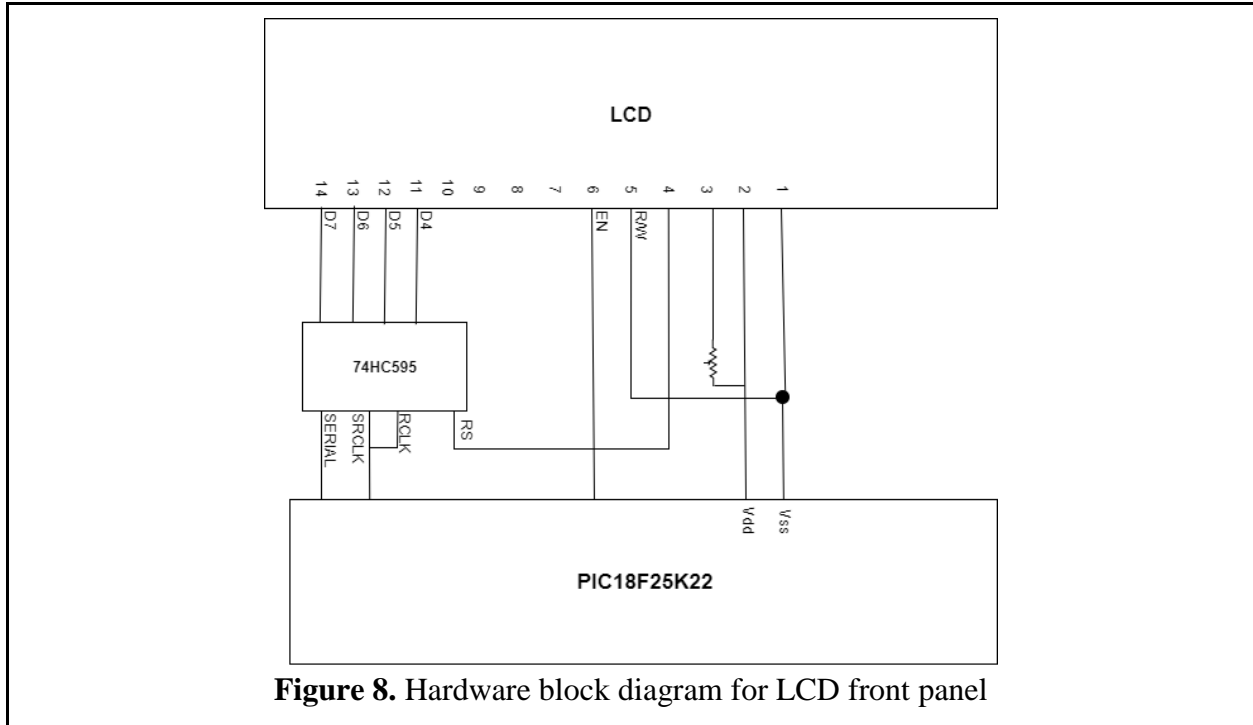 LCD
14
13
12
11
10
9
8
7
6
5
4
3
2
1
D7
D6
D5
D4
EN
R/W
74HC595
SERIAL
SRCLK
RCLK
RS
Vdd
Vss
PIC18F25K22
Figure 8. Hardware block diagram for LCD front panel